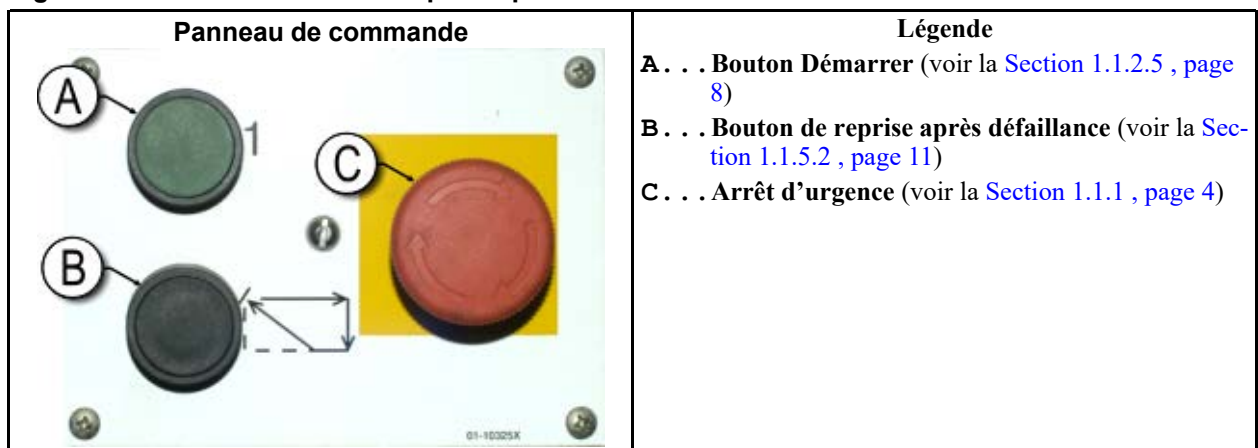 Panneau de commande
A
1
C
B
01-10325X
Légende
A. . . Bouton Démarrer (voir la Section 1.1.2.5 , page
8)
B. . . Bouton de reprise après défaillance (voir la Sec-
tion 1.1.5.2 , page 11)
C. . . Arrêt d’urgence (voir la Section 1.1.1 , page 4)